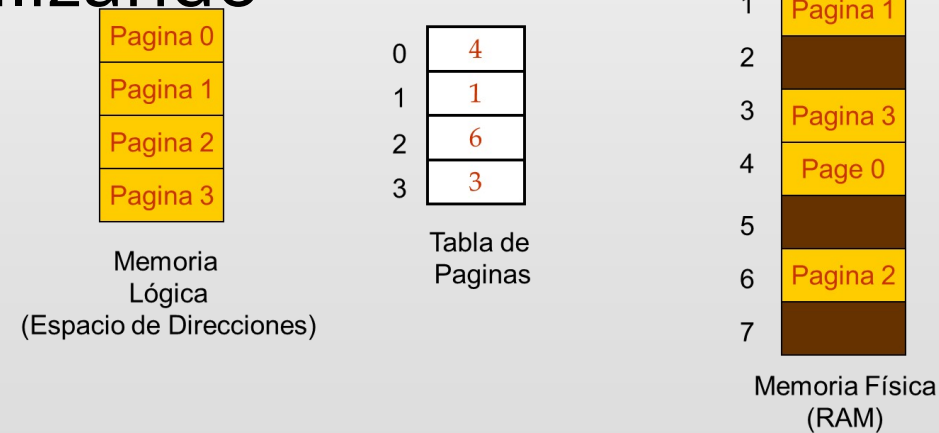 Pagina 0
Pagina 1
Pagina 2
Pagina 3
Memoria
Lógica
(Espacio de Direcciones)
0 4
1 1
2 6
3 3
Tabla de
Paginas
1 Pagina 1
2
3 Pagina 3
4 Page 0
5
6 Pagina 2
7
Memoria Física
(RAM)